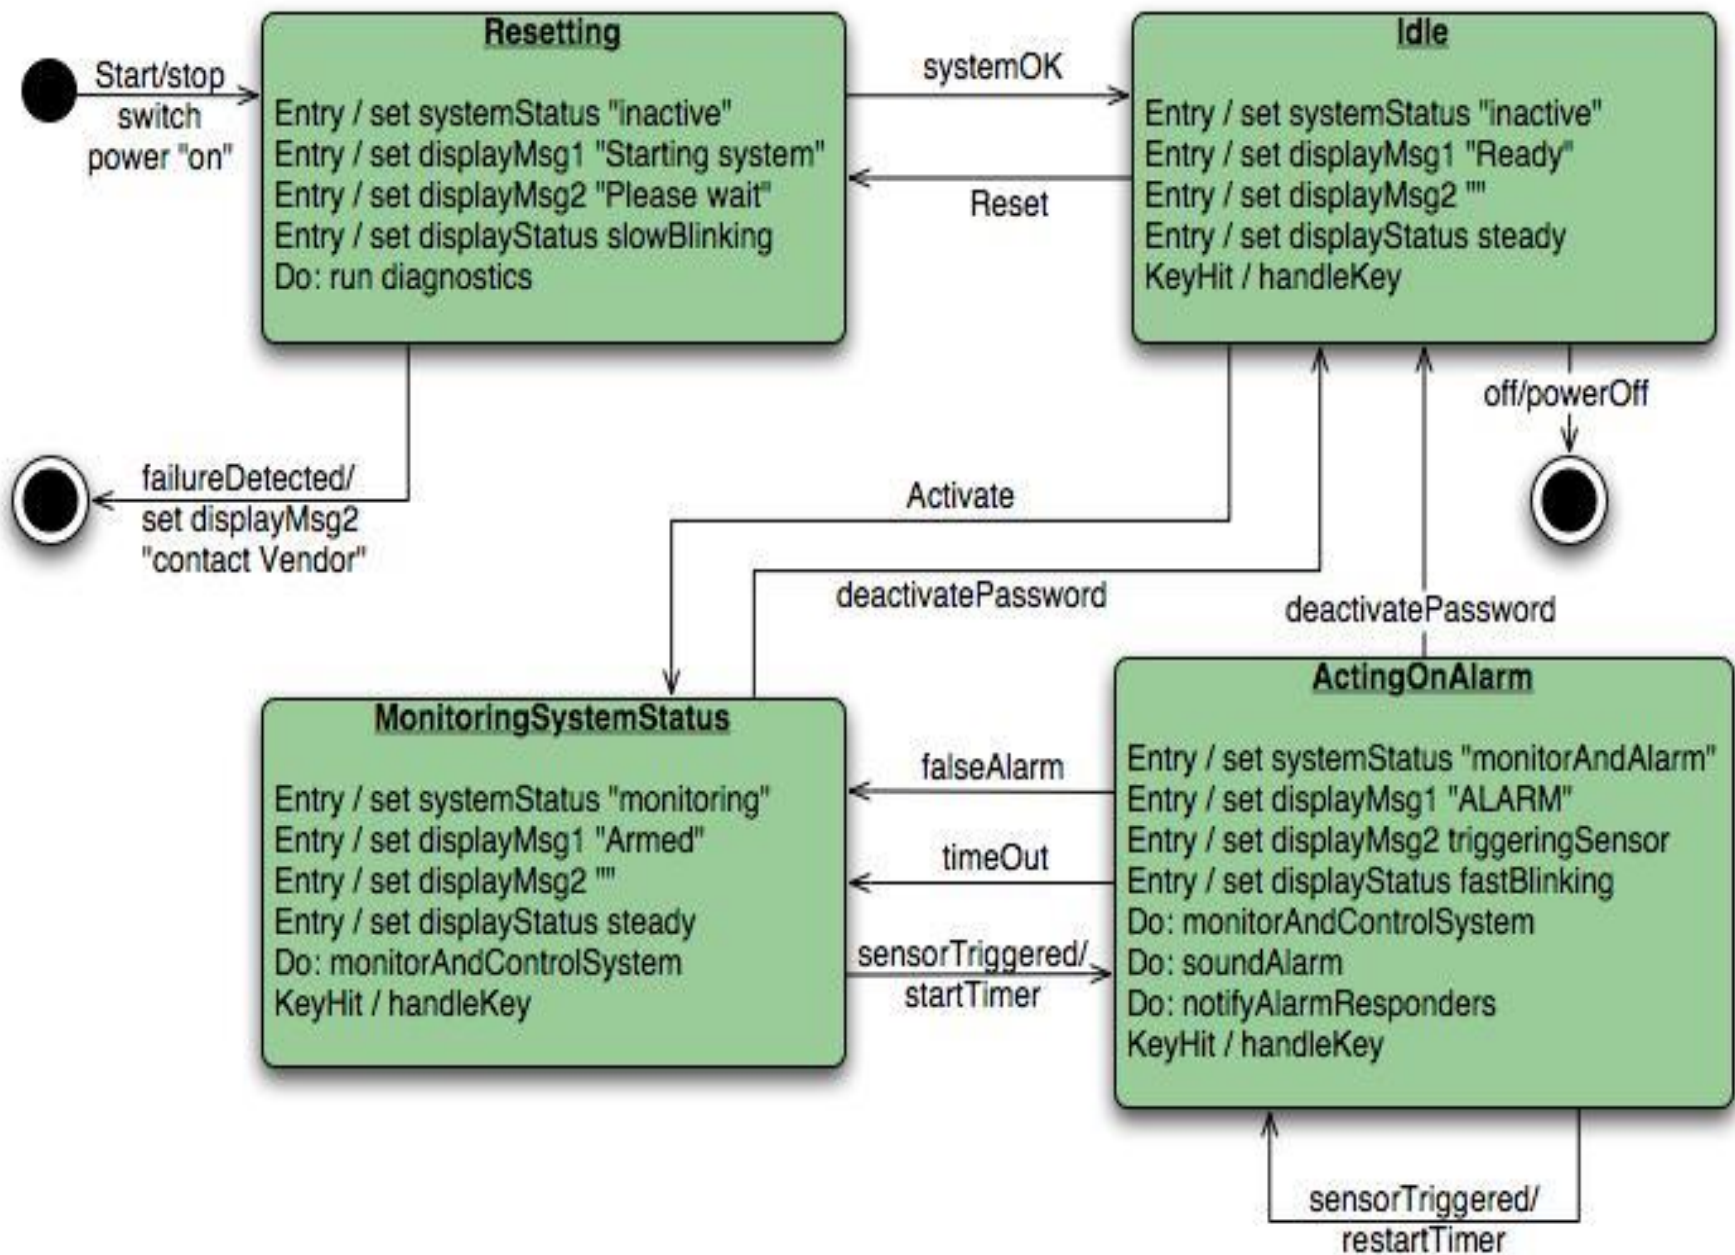 Start/stop
switch
power "on"
Resetting
Entry / set systemStatus "inactive"
Entry / set displayMsg1 "Starting system"
Entry / set displayMsg2 "Please wait"
Entry / set displayStatus slowBlinking
Do: run diagnostics
systemOK
Reset
Idle
Entry / set systemStatus "inactive"
Entry / set displayMsg1 "Ready"
Entry / set displayMsg2 ""
Entry / set displayStatus steady
KeyHit / handleKey
failureDetected/
set displayMsg2
"contact Vendor"
Activate
deactivatePassword
off/powerOff
deactivatePassword
MonitoringSystemStatus
Entry / set systemStatus "monitoring"
Entry / set displayMsg1 "Armed"
Entry / set displayMsg2 ""
Entry / set displayStatus steady
Do: monitorAndControlSystem
KeyHit / handleKey
falseAlarm
timeOut
sensorTriggered/
startTimer
ActingOnAlarm
Entry / set systemStatus "monitorAndAlarm"
Entry / set displayMsg1 "ALARM"
Entry / set displayMsg2 triggeringSensor
Entry / set displayStatus fastBlinking
Do: monitorAndControlSystem
Do: soundAlarm
Do: notifyAlarmResponders
KeyHit / handleKey
sensorTriggered/
restartTimer